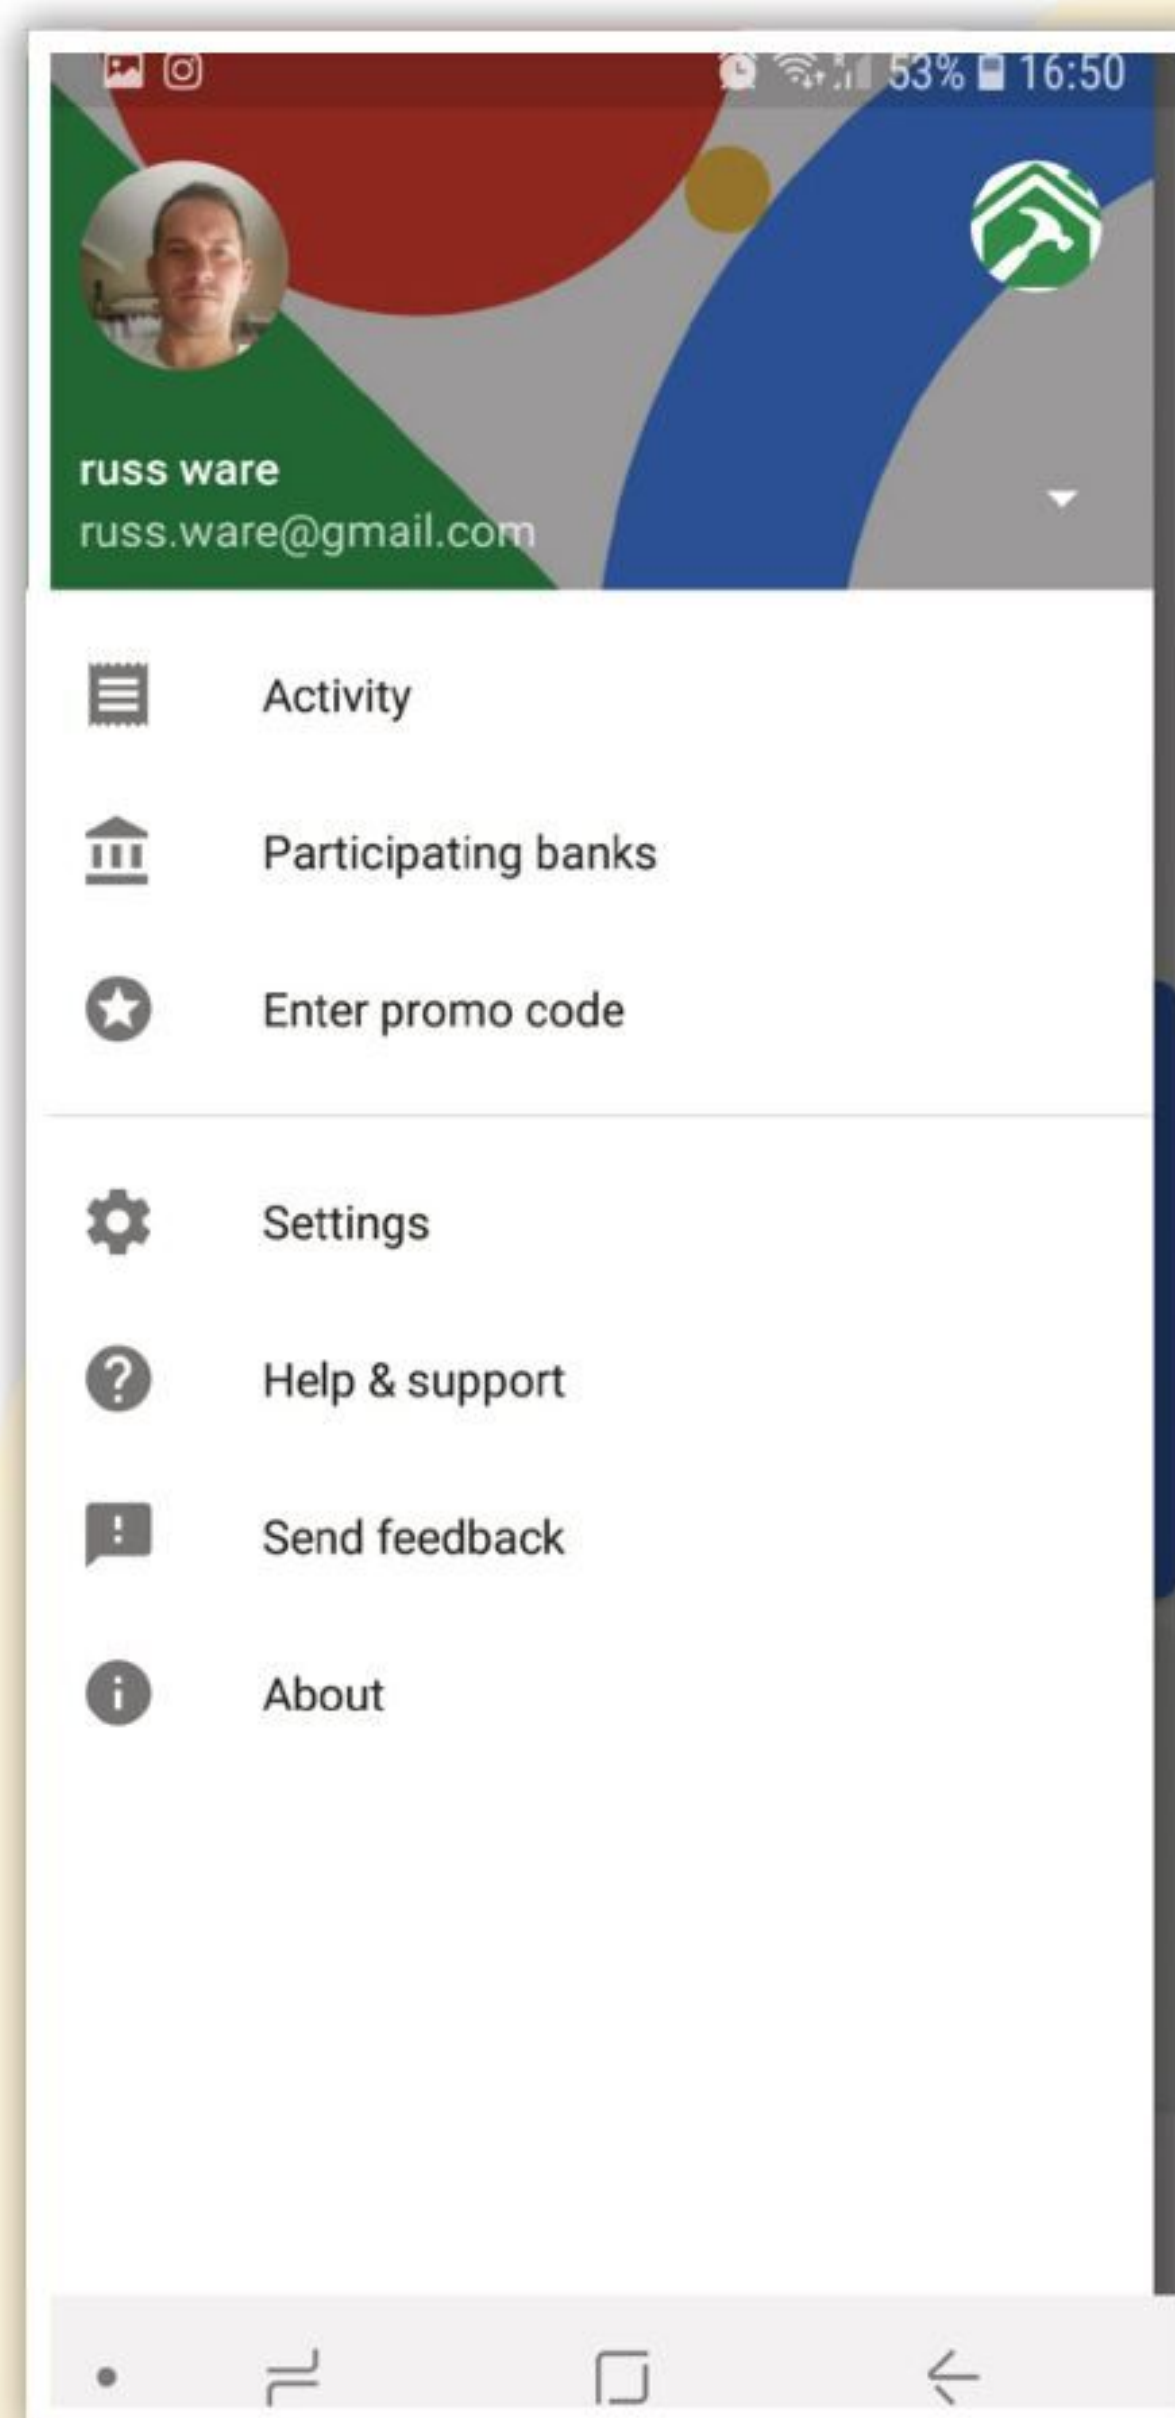 53% 16:50
russ ware
russ.ware@gmail.com
Activity
Participating banks
Enter promo code
Settings
Help & support
Send feedback
About